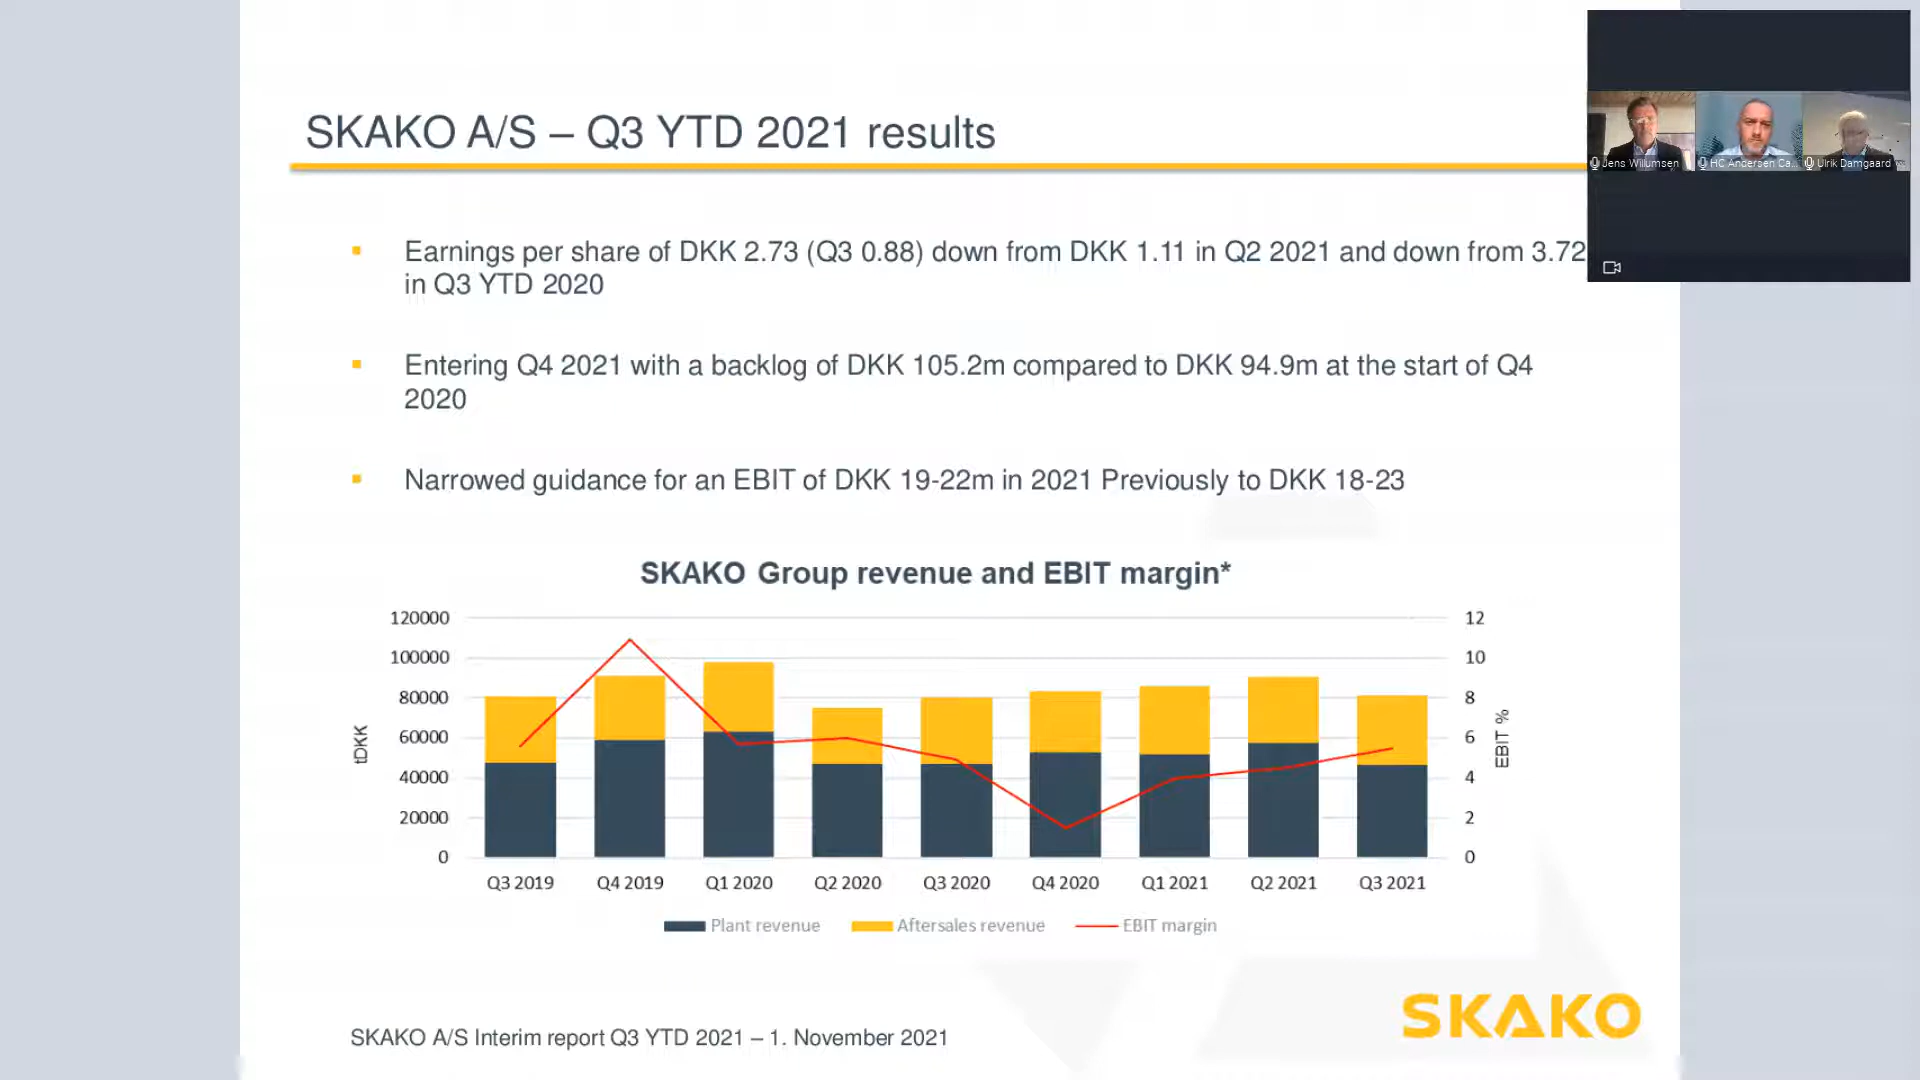 SKAKO A/S – Q3 YTD 2021 results
Jens Willumsen
HC Andersen Ca...
Ulrik Damgaard
Earnings per share of DKK 2.73 (Q3 0.88) down from DKK 1.11 in Q2 2021 and down from 3.72
in Q3 YTD 2020
Entering Q4 2021 with a backlog of DKK 105.2m compared to DKK 94.9m at the start of Q4
2020
Narrowed guidance for an EBIT of DKK 19-22m in 2021 Previously to DKK 18-23
SKAKO Group revenue and EBIT margin*
120000
100000
80000
60000
40000
20000
0
tDKK
12
10
8
6
4
2
0
EBIT %
Q3 2019
Q4 2019
Q1 2020
Q2 2020
Q3 2020
Q4 2020
Q1 2021
Q2 2021
Q3 2021
Plant revenue
Aftersales revenue
EBIT margin
SKAKO
SKAKO A/S Interim report Q3 YTD 2021 – 1. November 2021